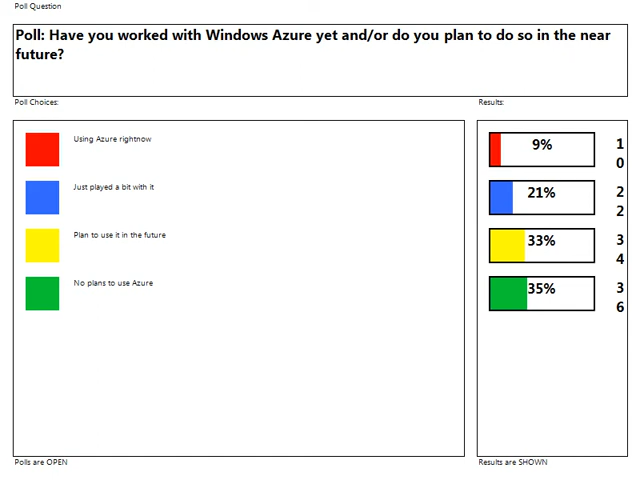 Poll Question
Poll: Have you worked with Windows Azure yet and/or do you plan to do so in the near
future?
Poll Choices:
Results:
Using Azure rightnow
9%
1
0
Just played a bit with it
21%
2
2
Plan to use it in the future
33%
3
4
No plans to use Azure
35%
3
6
Polls are OPEN
Results are SHOWN